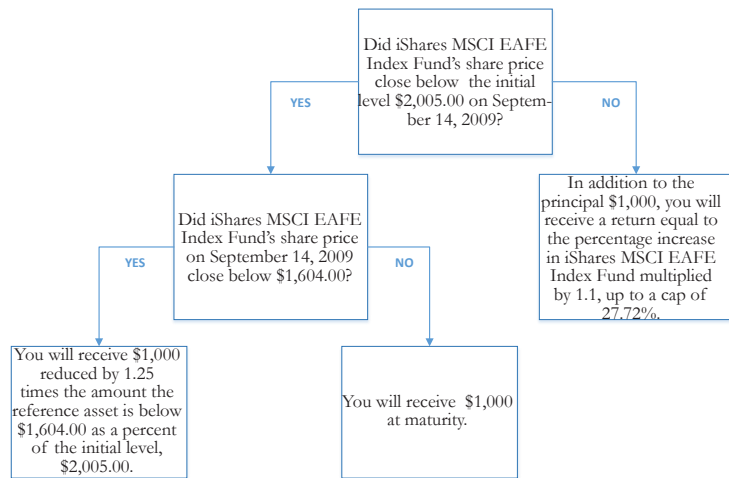 Did iShares MSCI EAFE
Index Fund's share price
close below the initial
level $2,005.00 on Septem-
ber 14, 2009?
YES
NO
Did iShares MSCI EAFE
Index Fund's share price
on September 14, 2009
close below $1,604.00?
In addition to the
principal $1,000, you will
receive a return equal to
the percentage increase
in iShares MSCI EAFE
Index Fund multiplied
by 1.1, up to a cap of
27.72%.
YES
NO
You will receive $1,000
reduced by 1.25
times the amount the
reference asset is below
$1,604.00 as a percent
of the initial level,
$2,005.00.
You will receive $1,000
at maturity.